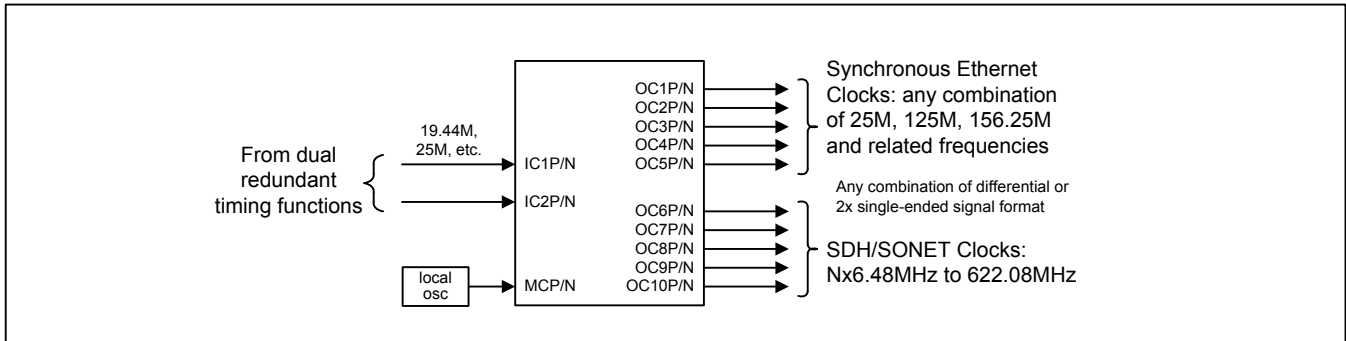 From dual
redundant
timing functions
19.44M,
25M, etc.
local
osc
IC1P/N
IC2P/N
MCP/N
OC1P/N
OC2P/N
OC3P/N
OC4P/N
OC5P/N
OC6P/N
OC7P/N
OC8P/N
OC9P/N
OC10P/N
Synchronous Ethernet
Clocks: any combination
of 25M, 125M, 156.25M
and related frequencies
Any combination of differential or
2x single-ended signal format
SDH/SONET Clocks:
Nx6.48MHz to 622.08MHz